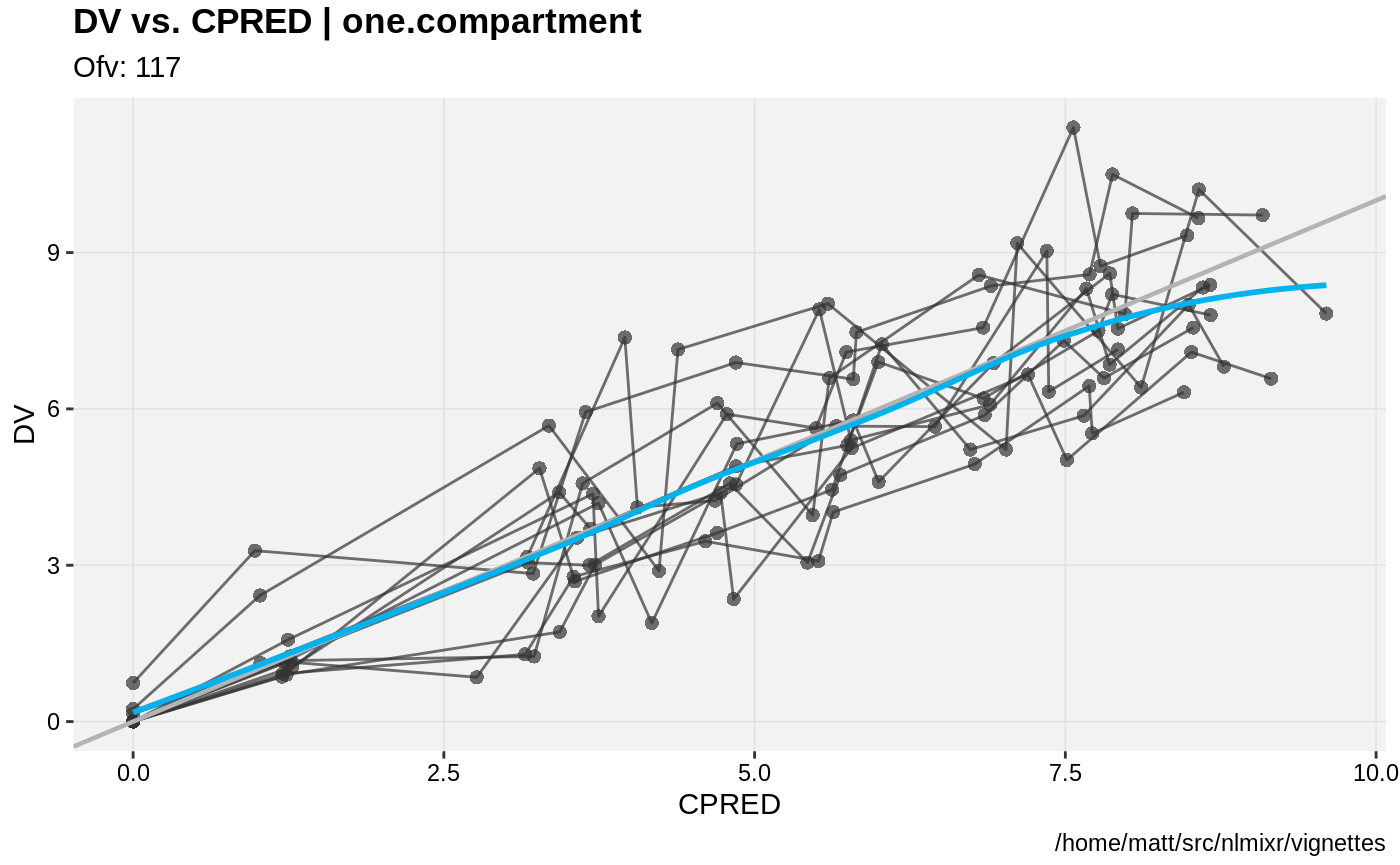 DV vs. CPRED | one.compartment
Ofv: 117
DV
9
6
3
0
0.0 2.5 5.0 7.5 10.0
CPRED
/home/matt/src/nlmixr/vignettes